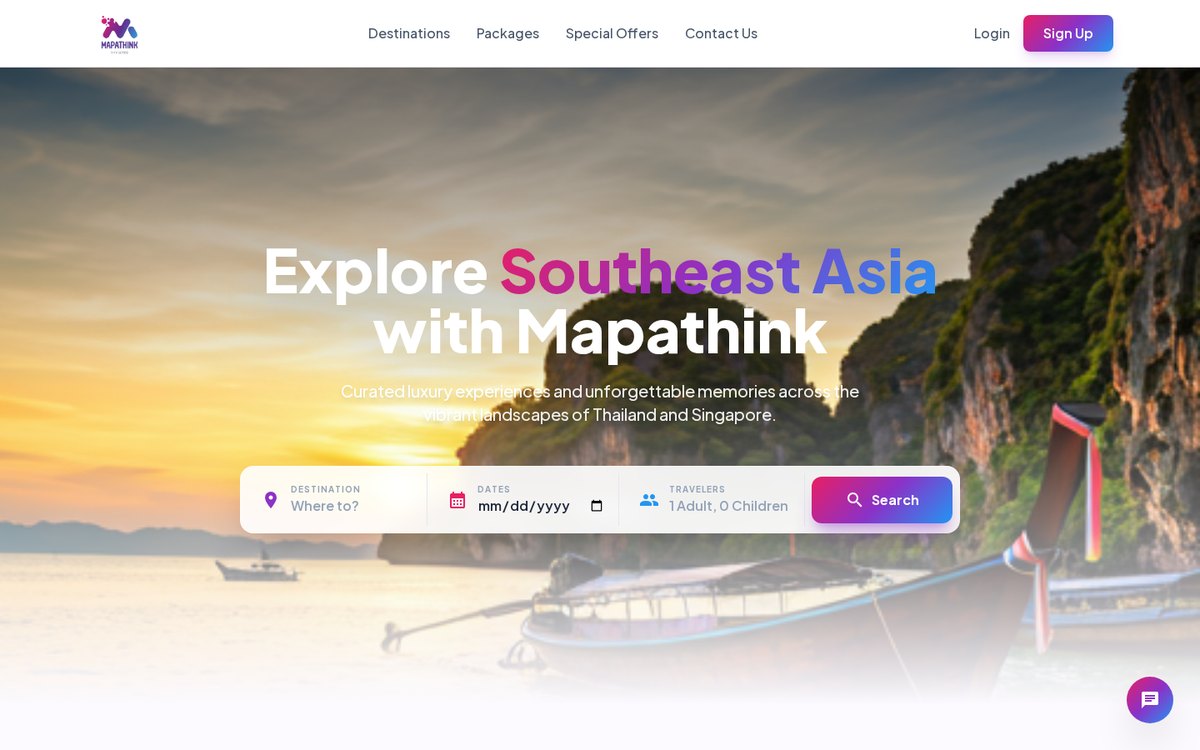 MAPATHINK
Destinations
Packages
Special Offers
Contact Us
Login
Sign Up
Explore Southeast Asia
with Mapathink
Curated luxury experiences and unforgettable memories across the
vibrant landscapes of Thailand and Singapore.
DESTINATION
Where to?
DATES
mm/dd/yyyy
TRAVELERS
1 Adult, 0 Children
Search